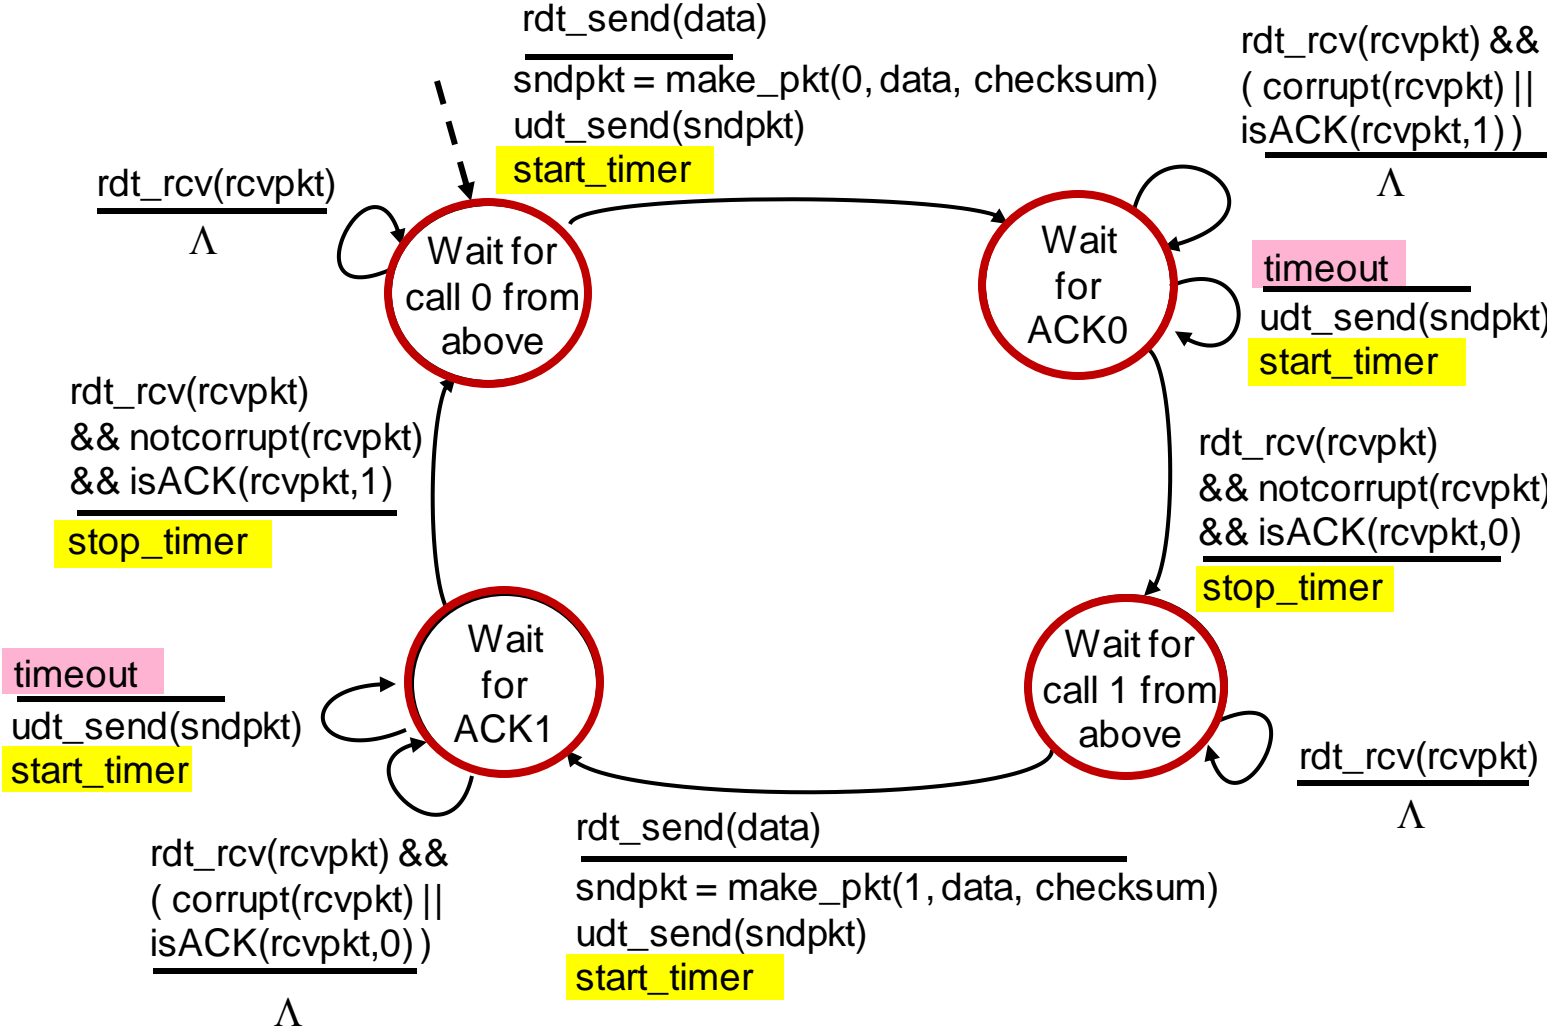 rdt_send(data)
sndpkt = make_pkt(0, data, checksum)
udt_send(sndpkt)
start_timer
rdt_rcv(rcvpkt) &&
( corrupt(rcvpkt) ||
isACK(rcvpkt,1) )
Λ
rdt_rcv(rcvpkt)
Λ
Wait for
call 0 from
above
Wait
for
ACK0
timeout
udt_send(sndpkt)
start_timer
rdt_rcv(rcvpkt)
&& notcorrupt(rcvpkt)
&& isACK(rcvpkt,1)
stop_timer
rdt_rcv(rcvpkt)
&& notcorrupt(rcvpkt)
&& isACK(rcvpkt,0)
stop_timer
Wait
for
ACK1
Wait for
call 1 from
above
timeout
udt_send(sndpkt)
start_timer
rdt_rcv(rcvpkt)
Λ
rdt_rcv(rcvpkt) &&
( corrupt(rcvpkt) ||
isACK(rcvpkt,0) )
Λ
rdt_send(data)
sndpkt = make_pkt(1, data, checksum)
udt_send(sndpkt)
start_timer